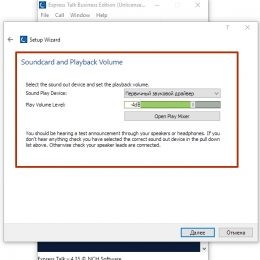 Express Talk Business Edition (Unlicense
File Call View Help
Setup Wizard
Soundcard and Playback Volume
Select the sound out device and set the playback volume.
Sound Play Device: Первичный звуковой драйвер
Play Volume Level: -4dB
Open Play Mixer
You should be hearing a test announcement through your speakers or headphones. If you don't hear anything check you have selected the correct sound out device in the pull down list above. Otherwise check your speaker leads are connected.
Далее Отмена
Express Talk v 4.35 © NCH Software